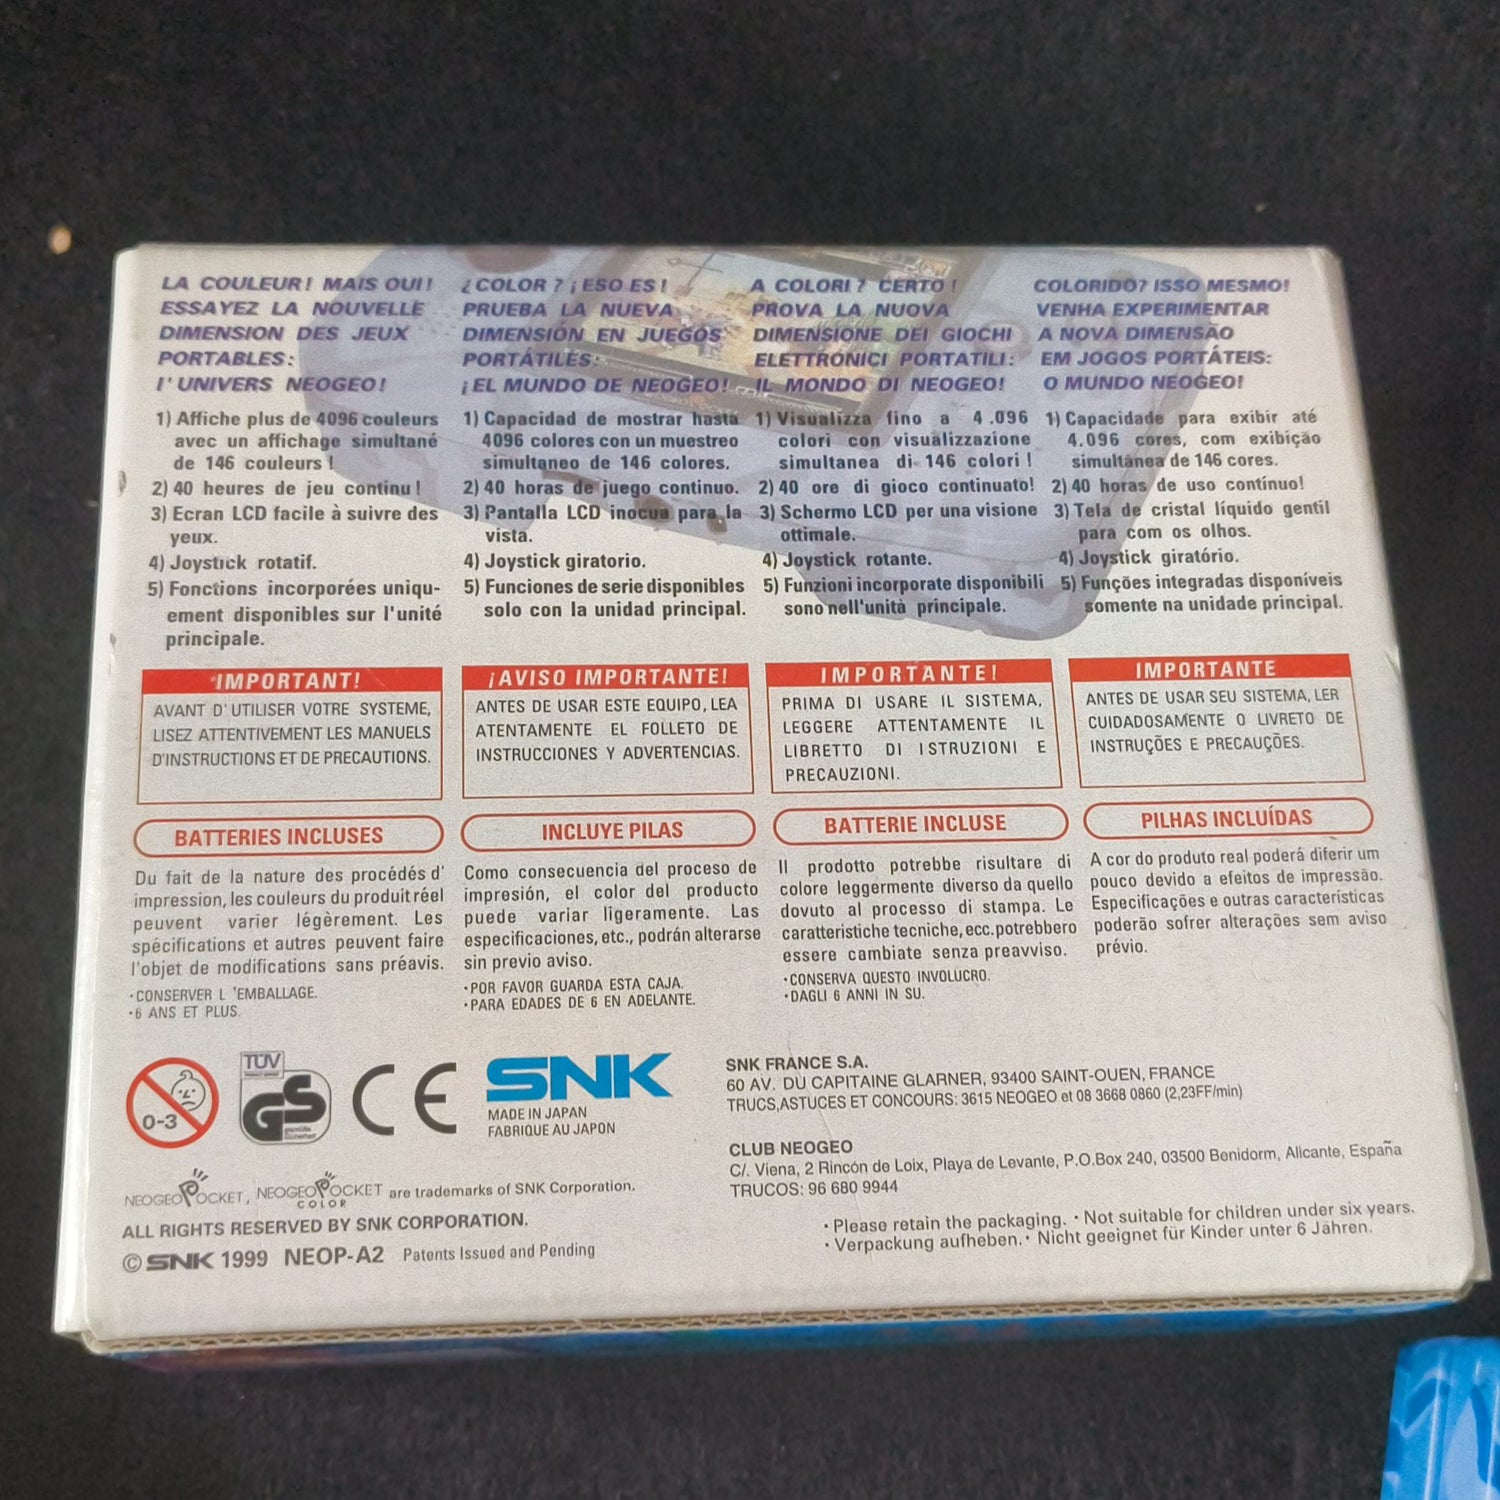 LA COULEUR! MAIS OUI!
ESSAYEZ LA NOUVELLE
DIMENSION DES JEUX
PORTABLES:
l'UNIVERS NEOGEO!
1) Affiche plus de 4096 couleurs
avec un affichage simultané
de 146 couleurs !
2) 40 heures de jeu continu !
3) Ecran LCD facile à suivre des
yeux.
4) Joystick rotatif.
5) Fonctions incorporées uniqu-
ement disponibles sur l'unité
principale.
¿COLOR? ¡ESO ES!
PRUEBA LA NUEVA
DIMENSIÓN EN JUEGOS
PORTÁTILES:
¡EL MUNDO DE NEOGEO!
1) Capacidad de mostrar hasta
4096 colores con un muestreo
simultaneo de 146 colores.
2) 40 horas de juego continuo.
3) Pantalla LCD inocua para la
vista.
4) Joystick giratorio.
5) Funciones de serie disponibles
solo con la unidad principal.
A COLORI? CERTO!
PROVA LA NUOVA
DIMENSIONE DEI GIOCHI
ELETTRONICI PORTATILI:
IL MONDO DI NEOGEO!
1) Visualizza fino a 4.096
colori con visualizzazione
simultanea di 146 colori !
2) 40 ore di gioco continuato!
3) Schermo LCD per una visione
ottimale.
4) Joystick rotante.
5) Funzioni incorporate disponibili
sono nell'unità principale.
COLORIDO? ISSO MESMO!
VENHA EXPERIMENTAR
A NOVA DIMENSÃO
EM JOGOS PORTÁTEIS:
O MUNDO NEOGEO!
1) Capacidade para exibir até
4.096 cores, com exibição
simultânea de 146 cores.
2) 40 horas de uso contínuo!
3) Tela de cristal líquido gentil
para com os olhos.
4) Joystick giratório.
5) Funções integradas disponíveis
somente na unidade principal.
IMPORTANT!
AVANT D'UTILISER VOTRE SYSTEME,
LISEZ ATTENTIVEMENT LES MANUELS
D'INSTRUCTIONS ET DE PRECAUTIONS.
¡AVISO IMPORTANTE!
ANTES DE USAR ESTE EQUIPO, LEA
ATENTAMENTE EL FOLLETO DE
INSTRUCCIONES Y ADVERTENCIAS.
IMPORTANTE!
PRIMA DI USARE IL SISTEMA,
LEGGERE ATTENTAMENTE IL
LIBRETTO DI ISTRUZIONI E
PRECAUZIONI.
IMPORTANTE
ANTES DE USAR SEU SISTEMA, LER
CUIDADOSAMENTE O LIVRETO DE
INSTRUÇÕES E PRECAUÇÕES.
BATTERIES INCLUSES
INCLUYE PILAS
BATTERIE INCLUSE
PILHAS INCLUÍDAS
Du fait de la nature des procédés d'
impression, les couleurs du produit réel
peuvent varier légèrement. Les
spécifications et autres peuvent faire
l'objet de modifications sans préavis.
·CONSERVER L 'EMBALLAGE.
·6 ANS ET PLUS.
Como consecuencia del proceso de
impresión, el color del producto
puede variar ligeramente. Las
especificaciones, etc., podrán alterarse
sin previo aviso.
·POR FAVOR GUARDA ESTA CAJA.
·PARA EDADES DE 6 EN ADELANTE.
Il prodotto potrebbe risultare di
colore leggermente diverso da quello
dovuto al processo di stampa. Le
caratteristiche tecniche, ecc.potrebbero
essere cambiate senza preavviso.
·CONSERVA QUESTO INVOLUCRO.
·DAGLI 6 ANNI IN SU.
A cor do produto real poderá diferir um
pouco devido a efeitos de impressão.
Especificações e outras características
poderão sofrer alterações sem aviso
prévio.
0-3
TÜV
GS
geprüfte
Sicherheit
CE
SNK
MADE IN JAPAN
FABRIQUE AU JAPON
SNK FRANCE S.A.
60 AV. DU CAPITAINE GLARNER, 93400 SAINT-OUEN, FRANCE
TRUCS,ASTUCES ET CONCOURS: 3615 NEOGEO et 08 3668 0860 (2,23FF/min)
CLUB NEOGEO
C/. Viena, 2 Rincón de Loix, Playa de Levante, P.O.Box 240, 03500 Benidorm, Alicante, España
TRUCOS: 96 680 9944
NEOGEO POCKET, NEOGEO POCKET COLOR are trademarks of SNK Corporation.
ALL RIGHTS RESERVED BY SNK CORPORATION.
© SNK 1999 NEOP-A2 Patents Issued and Pending
· Please retain the packaging. · Not suitable for children under six years.
· Verpackung aufheben. · Nicht geeignet für Kinder unter 6 Jahren.